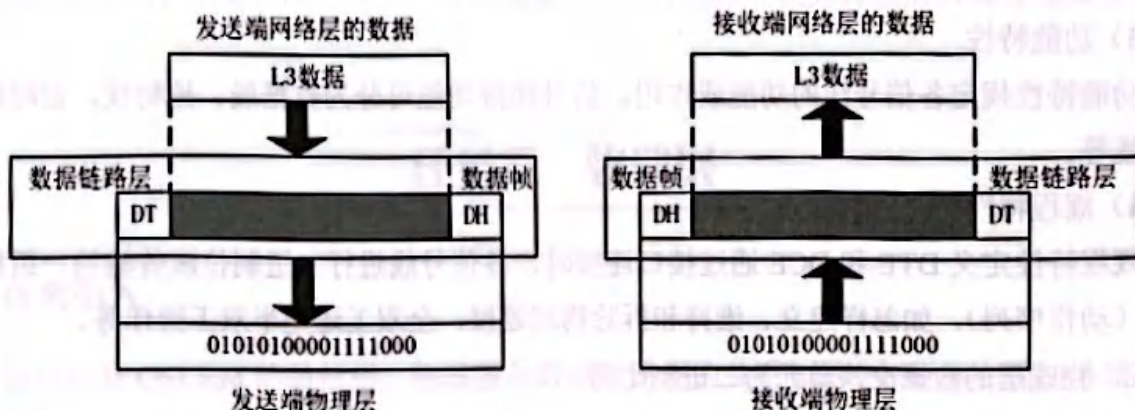 发送端网络层的数据
接收端网络层的数据
L3数据
L3数据
数据链路层
数据帧
数据帧
数据链路层
DT
DH
DH
DT
01010100001111000
01010100001111000
发送端物理层
接收端物理层